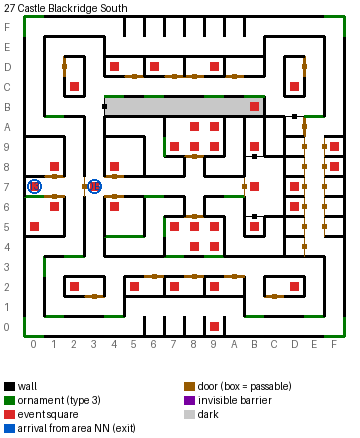 27 Castle Blackridge South
F
E
D
C
B
A
9
8
7
6
5
4
3
2
1
0
0 1 2 3 4 5 6 7 8 9 A B C D E F
wall
ornament (type 3)
event square
arrival from area NN (exit)
door (box = passable)
invisible barrier
dark